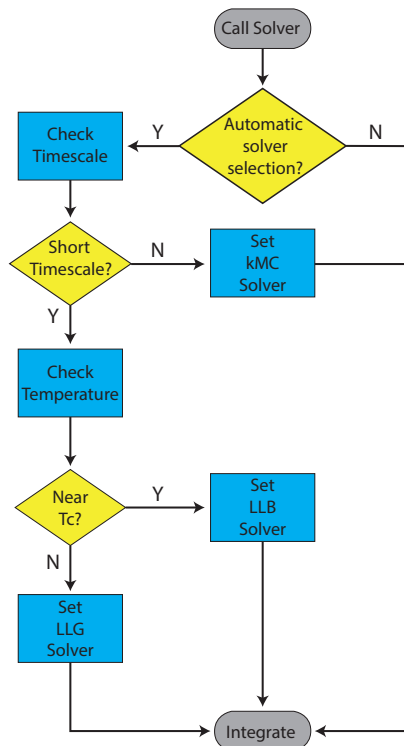 Call Solver
Automatic
solver
selection?
Y
N
Check
Timescale
Short
Timescale?
N
Set
kMC
Solver
Y
Check
Temperature
Near
Tc?
Y
Set
LLB
Solver
N
Set
LLG
Solver
Integrate